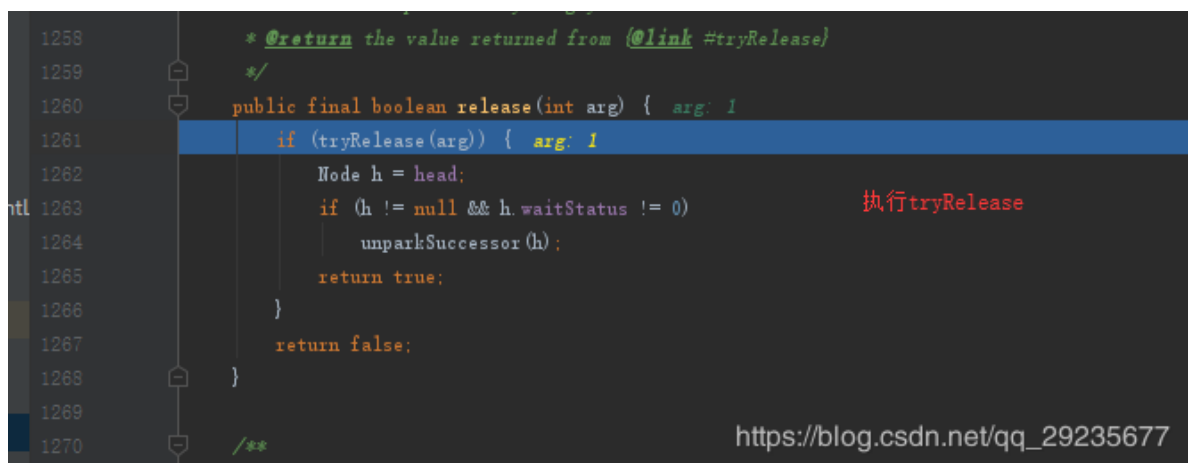 1258 * @return the value returned from {@link #tryRelease}
1259 */
1260 public final boolean release(int arg) { arg: 1
1261 if (tryRelease(arg)) { arg: 1
1262 Node h = head;
ntL 1263 if (h != null && h.waitStatus != 0) 执行tryRelease
1264 unparkSuccessor(h);
1265 return true;
1266 }
1267 return false;
1268 }
1269
1270 /**
https://blog.csdn.net/qq_29235677